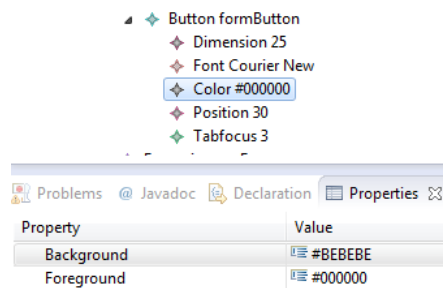 Button formButton
Dimension 25
Font Courier New
Color #000000
Position 30
Tabfocus 3
Problems @ Javadoc Declaration Properties
Property Value
Background #BEBEBE
Foreground #000000